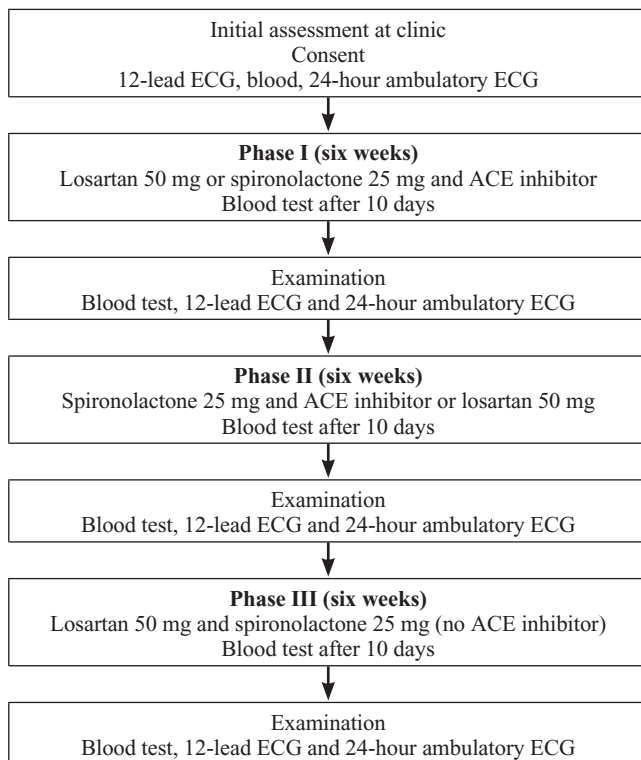 Initial assessment at clinic
Consent
12-lead ECG, blood, 24-hour ambulatory ECG
Phase I (six weeks)
Losartan 50 mg or spironolactone 25 mg and ACE inhibitor
Blood test after 10 days
Examination
Blood test, 12-lead ECG and 24-hour ambulatory ECG
Phase II (six weeks)
Spironolactone 25 mg and ACE inhibitor or losartan 50 mg
Blood test after 10 days
Examination
Blood test, 12-lead ECG and 24-hour ambulatory ECG
Phase III (six weeks)
Losartan 50 mg and spironolactone 25 mg (no ACE inhibitor)
Blood test after 10 days
Examination
Blood test, 12-lead ECG and 24-hour ambulatory ECG